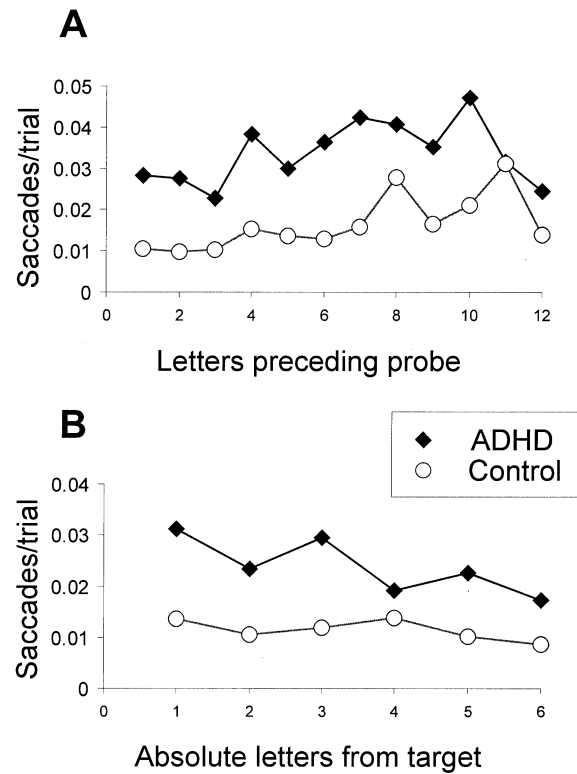 A
Saccades/trial
0.05
0.04
0.03
0.02
0.01
0
0 2 4 6 8 10 12
Letters preceding probe
B
ADHD
Control
Saccades/trial
0.04
0.03
0.02
0.01
0
0 1 2 3 4 5 6
Absolute letters from target